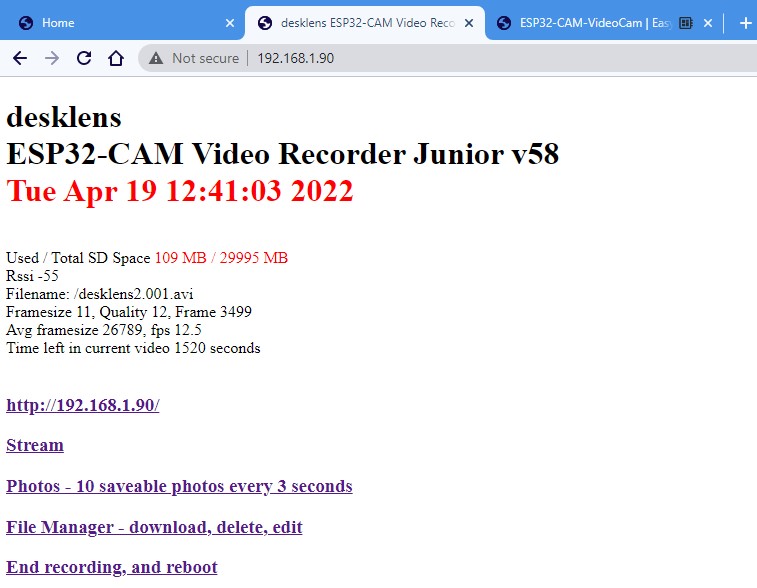 Home
desklens ESP32-CAM Video Reco
ESP32-CAM-VideoCam | Easy
Not secure | 192.168.1.90
desklens
ESP32-CAM Video Recorder Junior v58
Tue Apr 19 12:41:03 2022
Used / Total SD Space 109 MB / 29995 MB
Rssi -55
Filename: /desklens2.001.avi
Framesize 11, Quality 12, Frame 3499
Avg framesize 26789, fps 12.5
Time left in current video 1520 seconds
http://192.168.1.90/
Stream
Photos - 10 saveable photos every 3 seconds
File Manager - download, delete, edit
End recording, and reboot